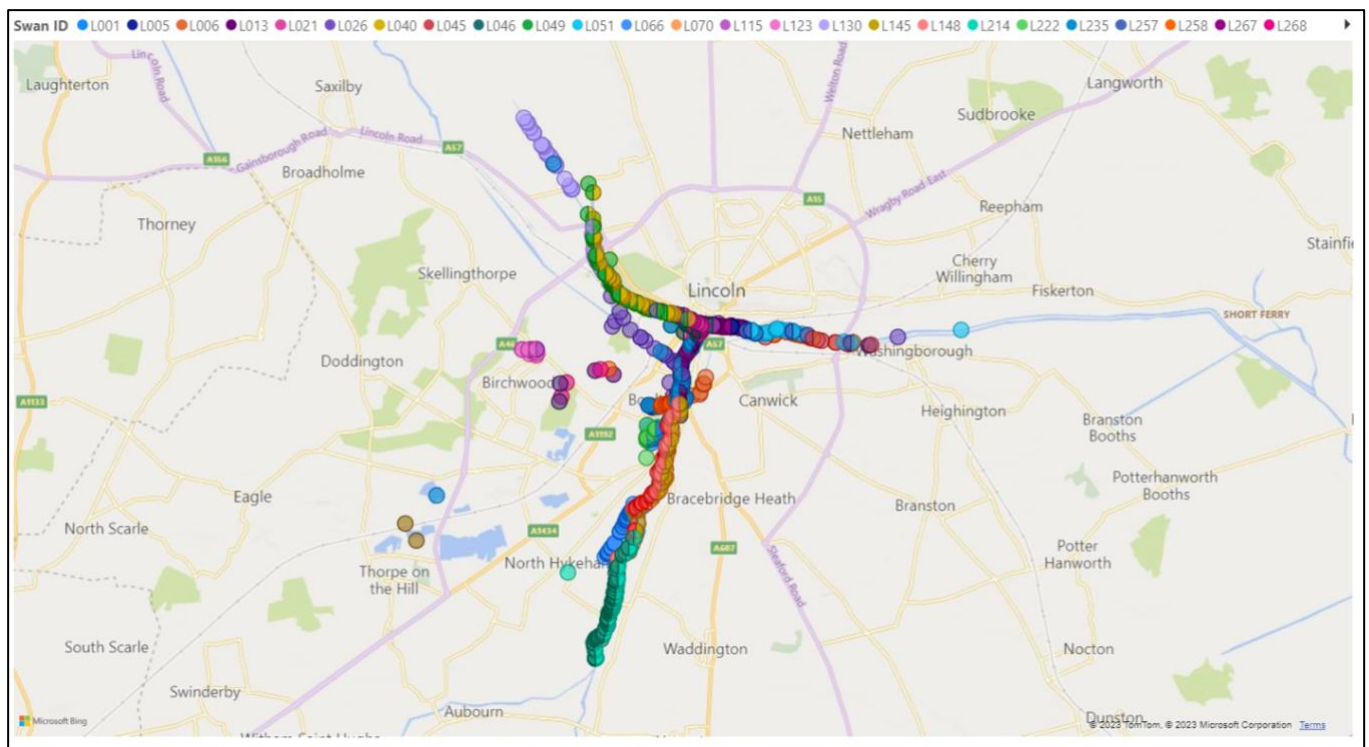 Swan ID L001 L005 L006 L013 L021 L026 L040 L045 L046 L049 L051 L066 L070 L115 L123 L130 L145 L148 L214 L222 L235 L257 L258 L267 L268
Lincoln Road
Laughterton
Saxilby
Welton Road
Langworth
Sudbrooke
Nettleham
Lincoln Road
A57
Gainsborough Road
A156
Broadholme
Wragby Road East
A15
Reepham
Thorney
Stainfi
Skellingthorpe
Cherry
Willingham
Lincoln
Fiskerton
SHORT FERRY
A46
A57
Washingborough
Doddington
Birchwood
A1133
Canwick
Heighington
Branston
Booths
A1192
Potterhanworth
Booths
Eagle
Bracebridge Heath
Branston
North Scarle
A1434
A607
Potter
Hanworth
Thorpe on
the Hill
North Hykeham
Sleaford Road
South Scarle
Waddington
Nocton
Swinderby
Aubourn
Dunston
Microsoft Bing
© 2023 TomTom, © 2023 Microsoft Corporation Terms